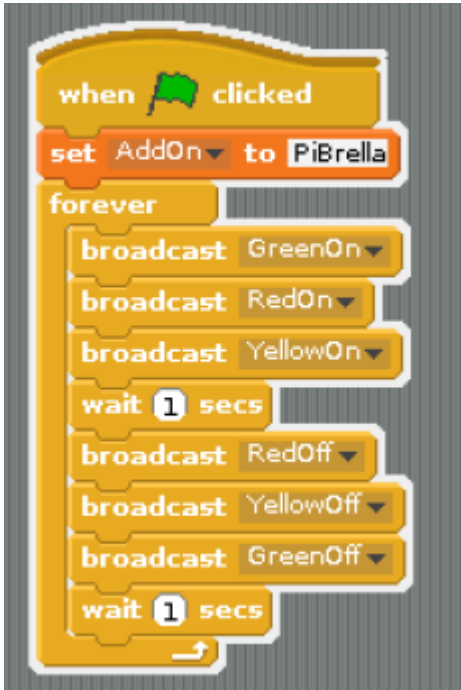 when clicked
set AddOn to PiBrella
forever
broadcast GreenOn
broadcast RedOn
broadcast YellowOn
wait 1 secs
broadcast RedOff
broadcast YellowOff
broadcast GreenOff
wait 1 secs